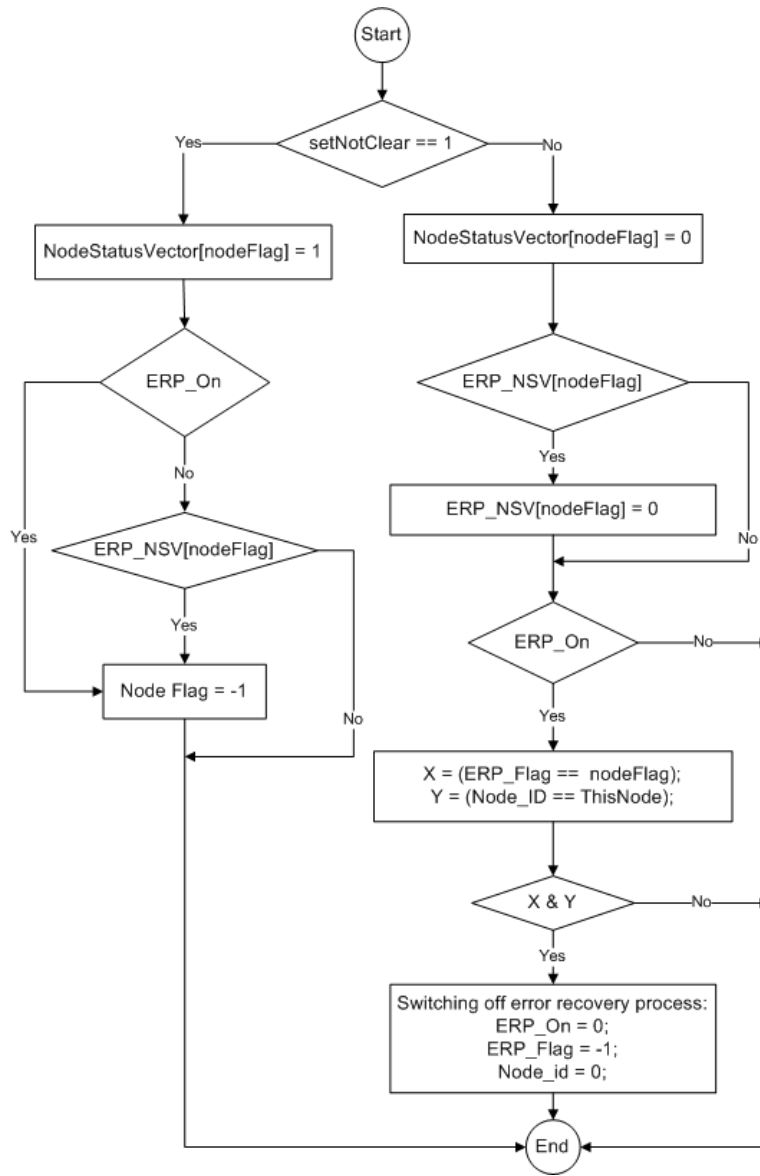 Start
setNotClear == 1
Yes
No
NodeStatusVector[nodeFlag] = 1
NodeStatusVector[nodeFlag] = 0
ERP_On
ERP_NSV[nodeFlag]
No
Yes
Yes
ERP_NSV[nodeFlag] = 0
No
ERP_NSV[nodeFlag]
Yes
ERP_On
No
Node Flag = -1
No
Yes
X = (ERP_Flag == nodeFlag);
Y = (Node_ID == ThisNode);
X & Y
No
Yes
Switching off error recovery process:
ERP_On = 0;
ERP_Flag = -1;
Node_id = 0;
End